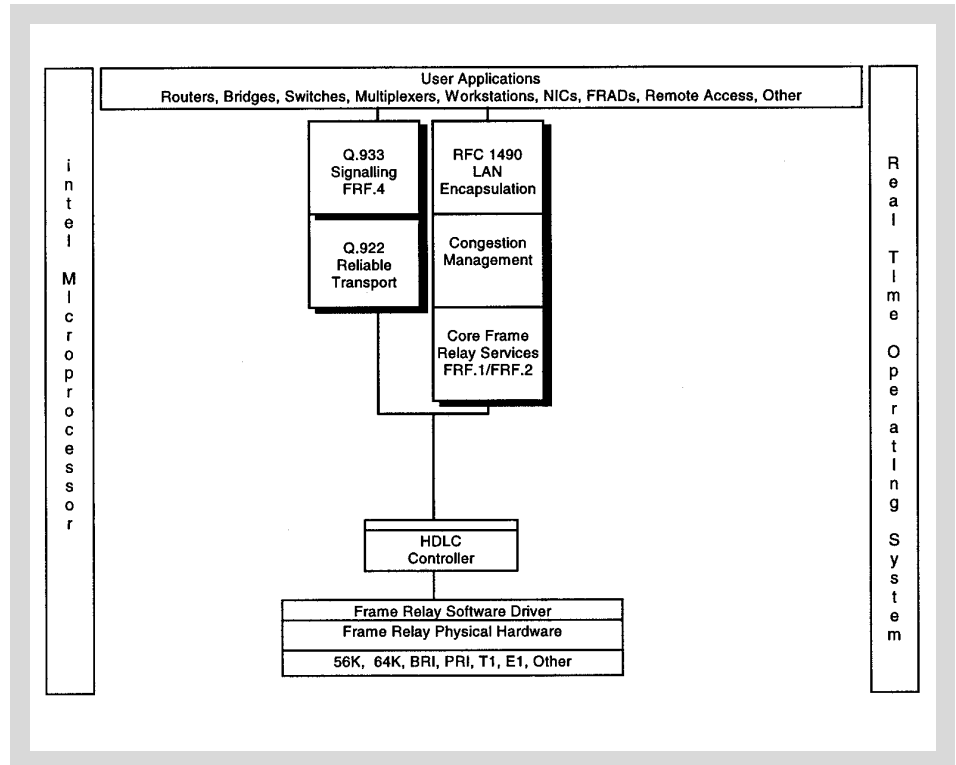 User Applications
Routers, Bridges, Switches, Multiplexers, Workstations, NICs, FRADs, Remote Access, Other
intel Microprocessor
Q.933
Signalling
FRF.4
Q.922
Reliable
Transport
RFC 1490
LAN
Encapsulation
Congestion
Management
Core Frame
Relay Services
FRF.1/FRF.2
HDLC
Controller
Frame Relay Software Driver
Frame Relay Physical Hardware
56K, 64K, BRI, PRI, T1, E1, Other
Real Time Operating System